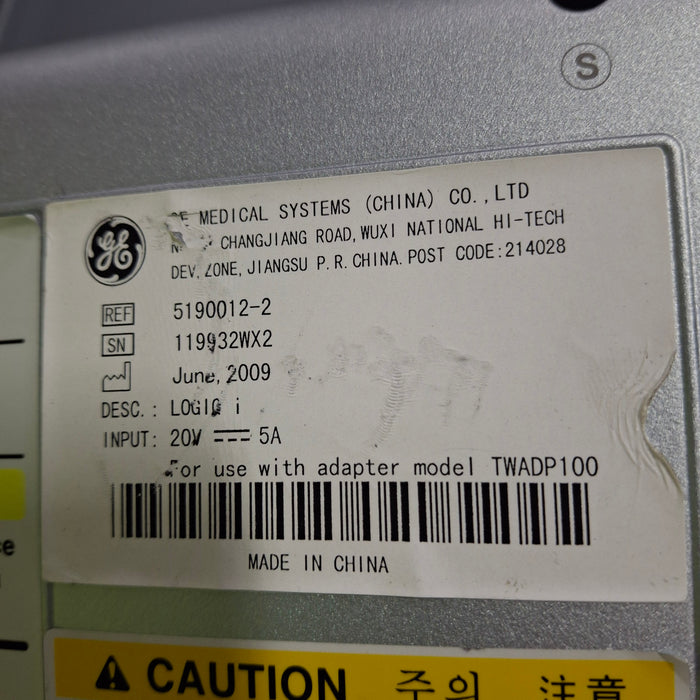 S
GE MEDICAL SYSTEMS (CHINA) CO.,LTD
CHANGJIANG ROAD,WUXI NATIONAL HI-TECH
DEV. ZONE, JIANGSU P.R.CHINA. POST CODE:214028
REF 5190012-2
SN 119932WX2
June, 2009
DESC.: LOGIQ i
INPUT: 20V 5A
For use with adapter model TWADP100
MADE IN CHINA
CAUTION 주의 注意